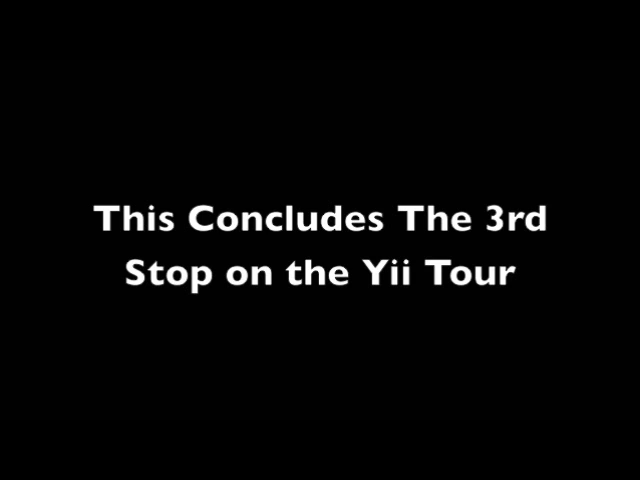 This Concludes The 3rd
Stop on the Yii Tour